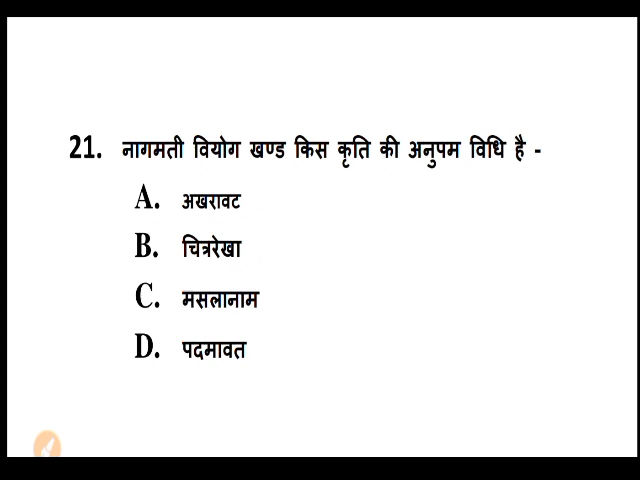 21. नागमती वियोग खण्ड किस कृति की अनुपम विधि है -
A. अखरावट
B. चित्ररेखा
C. मसलानाम
D. पदमावत